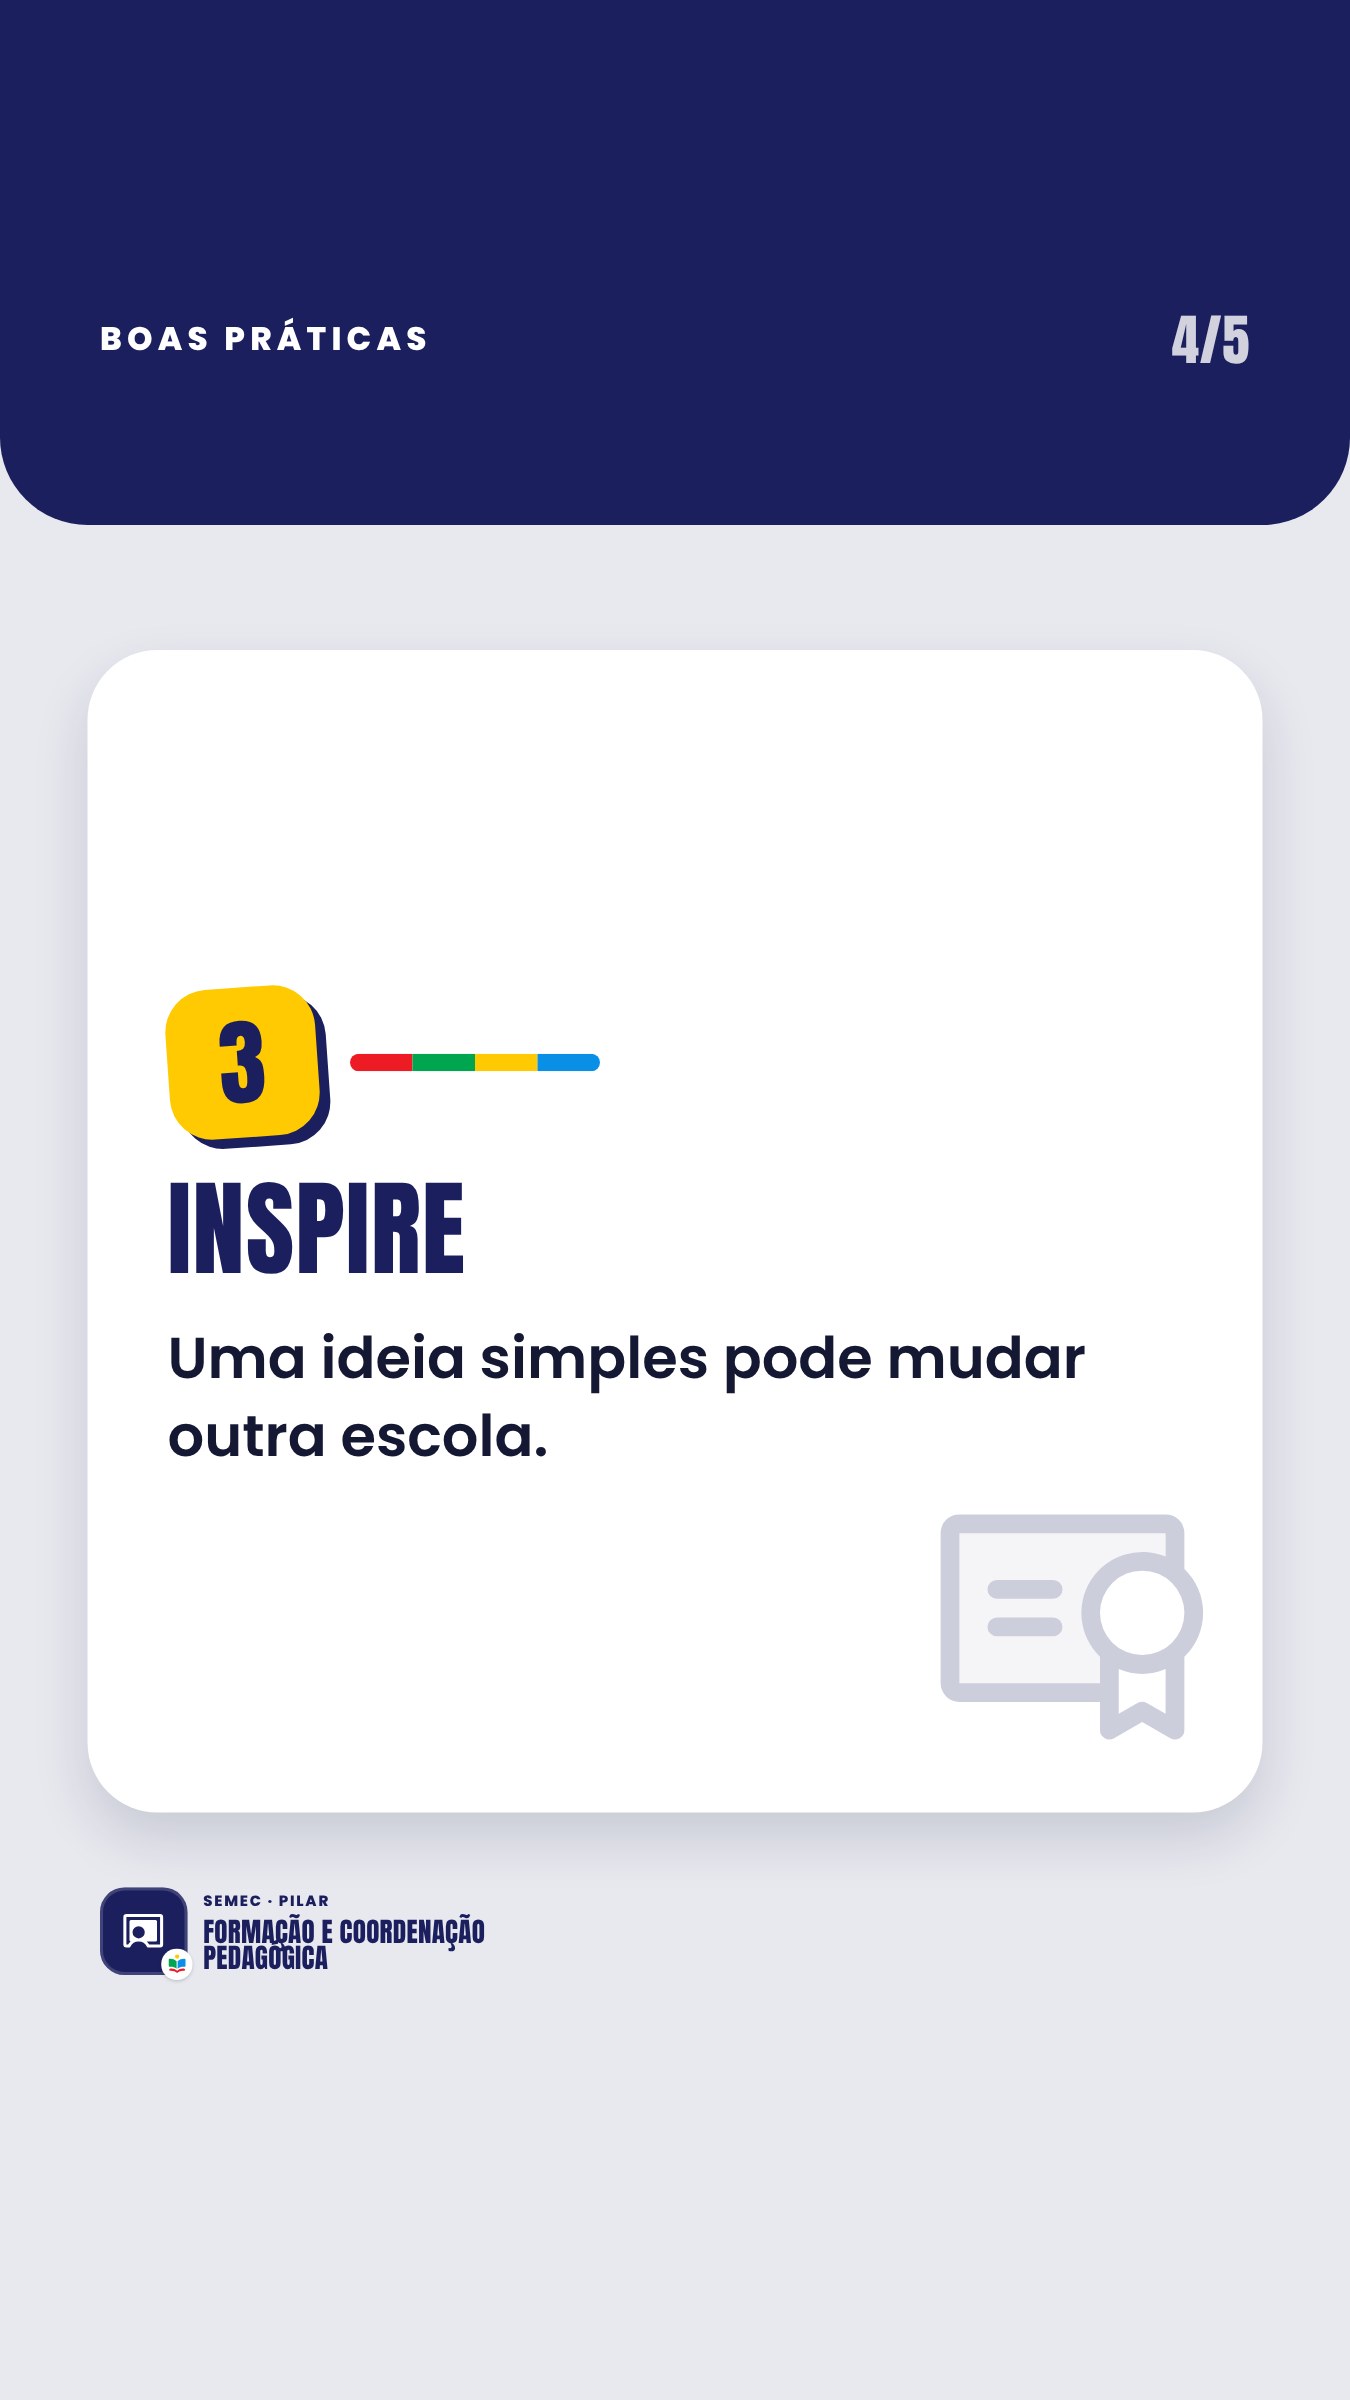 BOAS PRÁTICAS
4/5
3
INSPIRE
Uma ideia simples pode mudar
outra escola.
SEMEC · PILAR
FORMAÇÃO E COORDENAÇÃO
PEDAGÓGICA